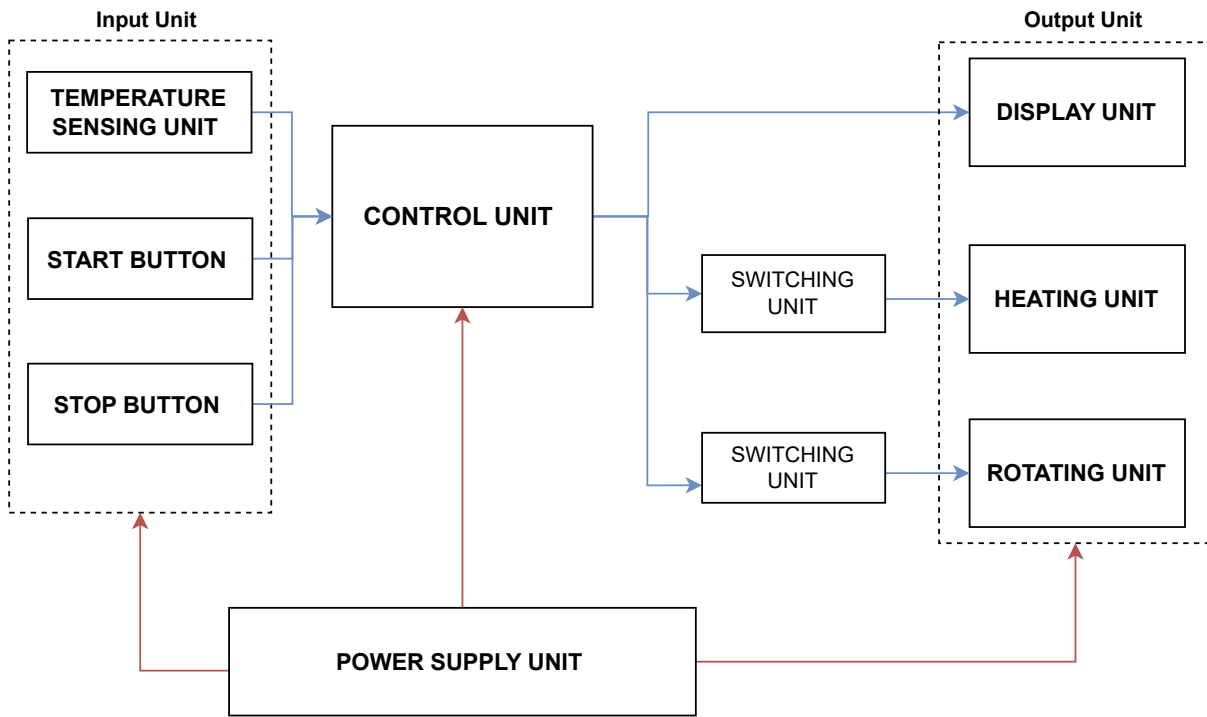 Input Unit
Output Unit
TEMPERATURE
SENSING UNIT
DISPLAY UNIT
CONTROL UNIT
START BUTTON
SWITCHING
UNIT
HEATING UNIT
STOP BUTTON
SWITCHING
UNIT
ROTATING UNIT
POWER SUPPLY UNIT